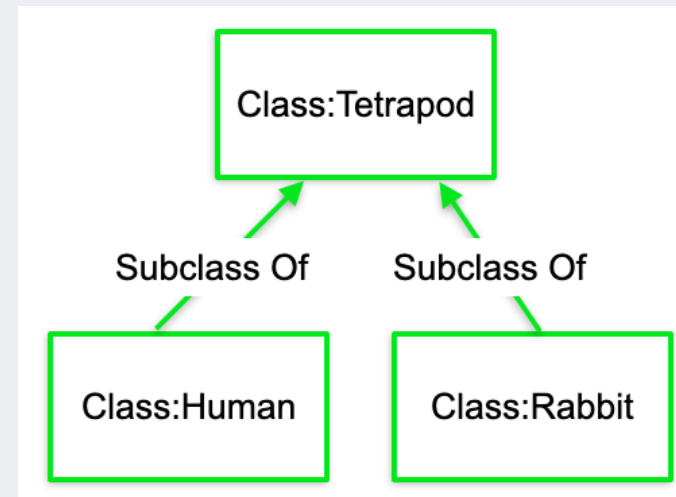 Class:Tetrapod
Subclass Of
Subclass Of
Class:Human
Class:Rabbit